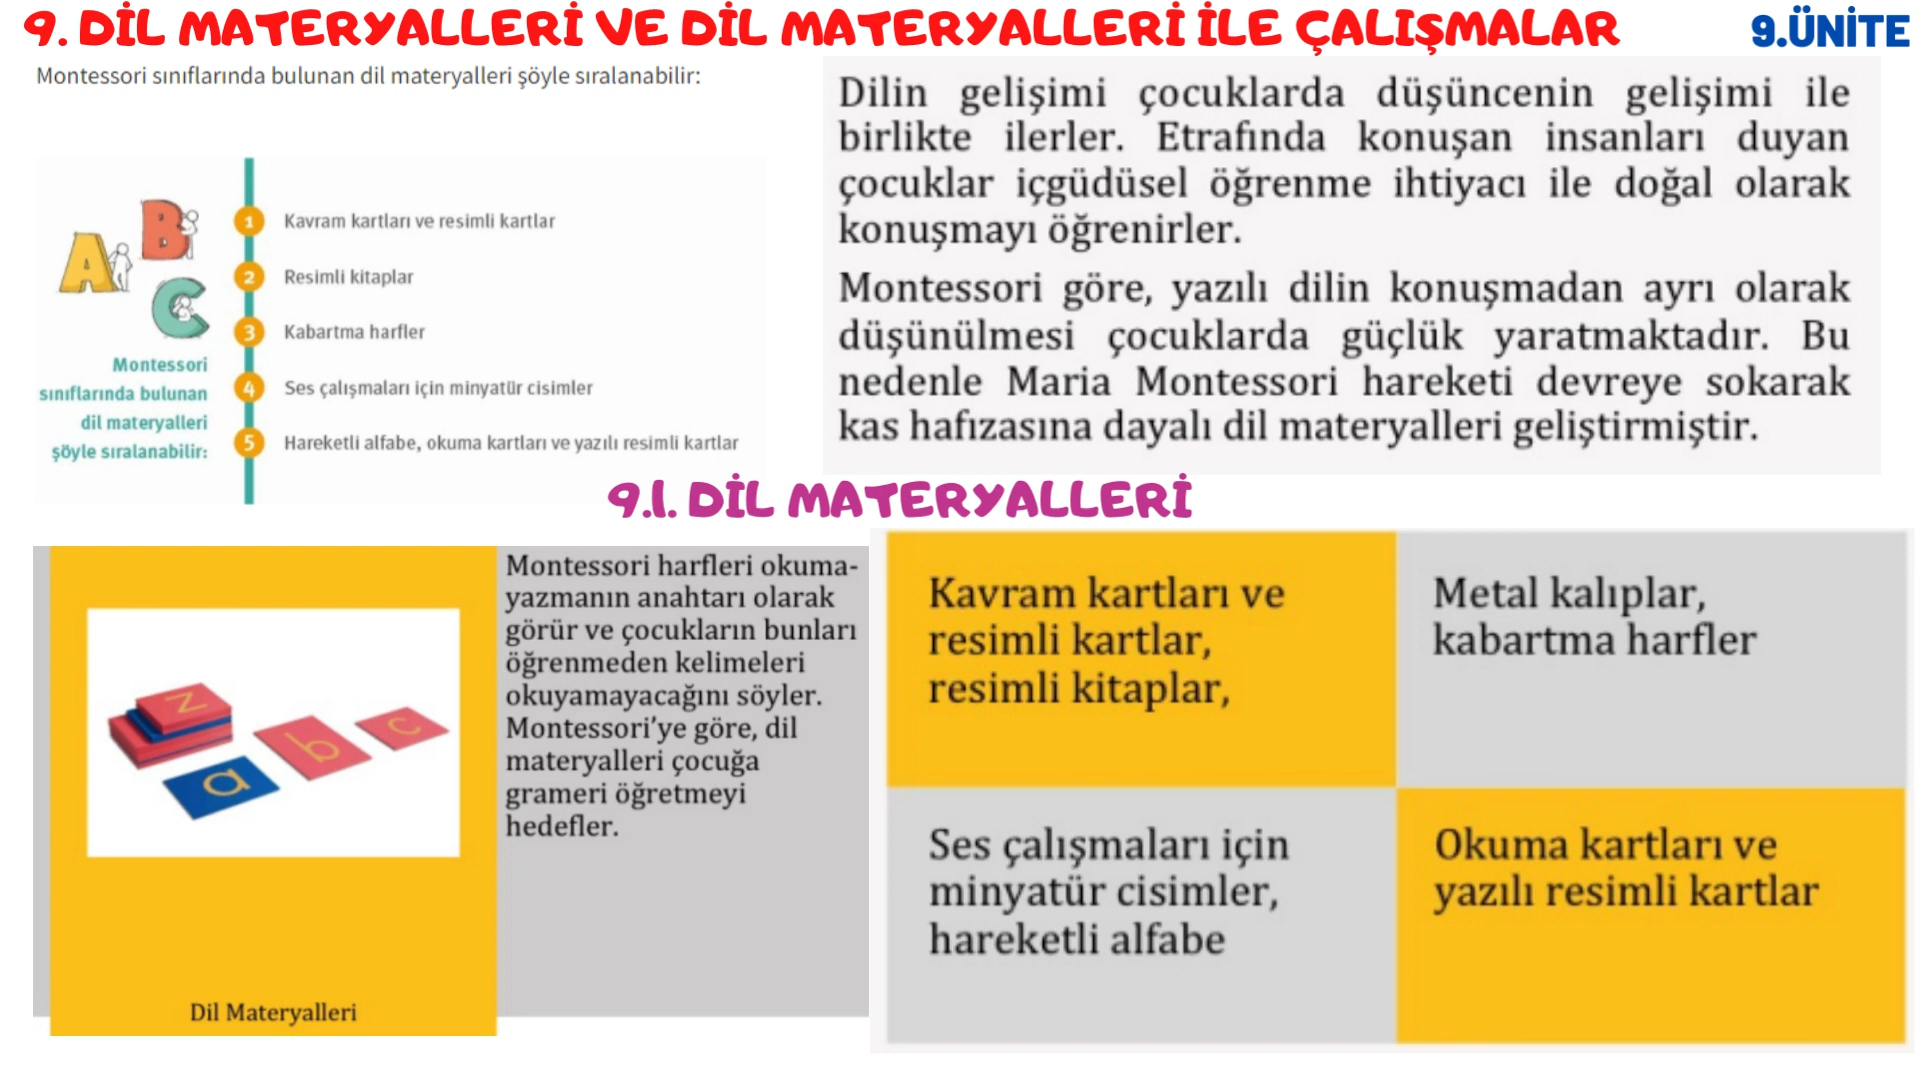 9. DİL MATERYALLERİ VE DİL MATERYALLERİ İLE ÇALIŞMALAR
9.ÜNİTE
Montessori sınıflarında bulunan dil materyalleri şöyle sıralanabilir:
A
B
C
Montessori
sınıflarında bulunan
dil materyalleri
şöyle sıralanabilir:
1 Kavram kartları ve resimli kartlar
2 Resimli kitaplar
3 Kabartma harfler
4 Ses çalışmaları için minyatür cisimler
5 Hareketli alfabe, okuma kartları ve yazılı resimli kartlar
Dilin gelişimi çocuklarda düşüncenin gelişimi ile
birlikte ilerler. Etrafında konuşan insanları duyan
çocuklar içgüdüsel öğrenme ihtiyacı ile doğal olarak
konuşmayı öğrenirler.
Montessori göre, yazılı dilin konuşmadan ayrı olarak
düşünülmesi çocuklarda güçlük yaratmaktadır. Bu
nedenle Maria Montessori hareketi devreye sokarak
kas hafızasına dayalı dil materyalleri geliştirmiştir.
9.1. DİL MATERYALLERİ
z
a
b
c
Dil Materyalleri
Montessori harfleri okuma-
yazmanın anahtarı olarak
görür ve çocukların bunları
öğrenmeden kelimeleri
okuyamayacağını söyler.
Montessori'ye göre, dil
materyalleri çocuğa
grameri öğretmeyi
hedefler.
Kavram kartları ve
resimli kartlar,
resimli kitaplar,
Metal kalıplar,
kabartma harfler
Ses çalışmaları için
minyatür cisimler,
hareketli alfabe
Okuma kartları ve
yazılı resimli kartlar